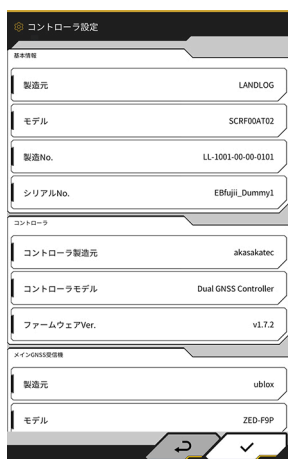 コントローラ設定
基本情報
製造元 LANDLOG
モデル SCRF00AT02
製造No. LL-1001-00-00-0101
シリアルNo. EBfujii_Dummy1
コントローラ
コントローラ製造元 akasakatec
コントローラモデル Dual GNSS Controller
ファームウェアVer. v1.7.2
メインGNSS受信機
製造元 ublox
モデル ZED-F9P